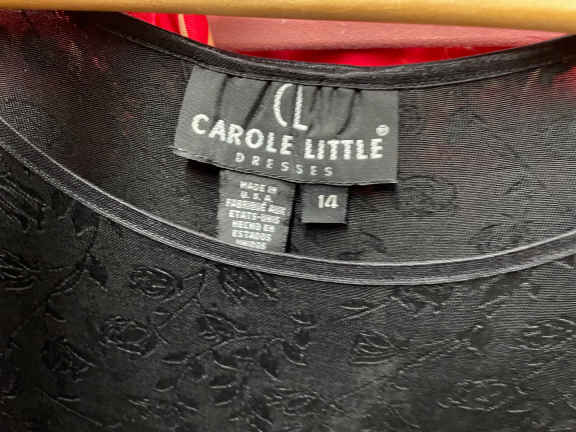 CL
CAROLE LITTLE®
DRESSES
MADE IN
U.S.A.
FABRIQUÉ AUX
ETATS-UNIS
HECHO EN
ESTADOS
UNIDOS
14